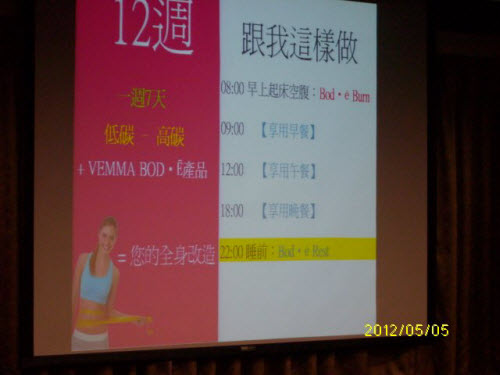 12週
一週7天
低碳 - 高碳
+ VEMMA BOD•Ē產品
= 您的全身改造
跟我這樣做
08:00 早上起床空腹：Bod•ē Burn
09:00 【享用早餐】
12:00 【享用午餐】
18:00 【享用晚餐】
22:00 睡前：Bod•ē Rest
2012/05/05